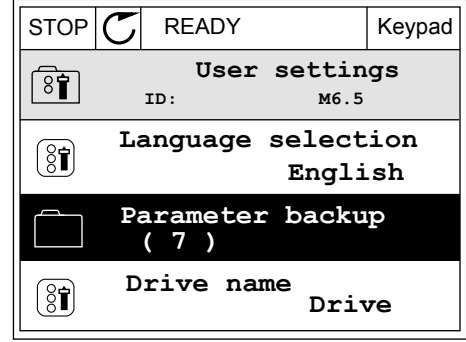 STOP READY Keypad
User settings
ID: M6.5
Language selection
English
Parameter backup
( 7 )
Drive name
Drive